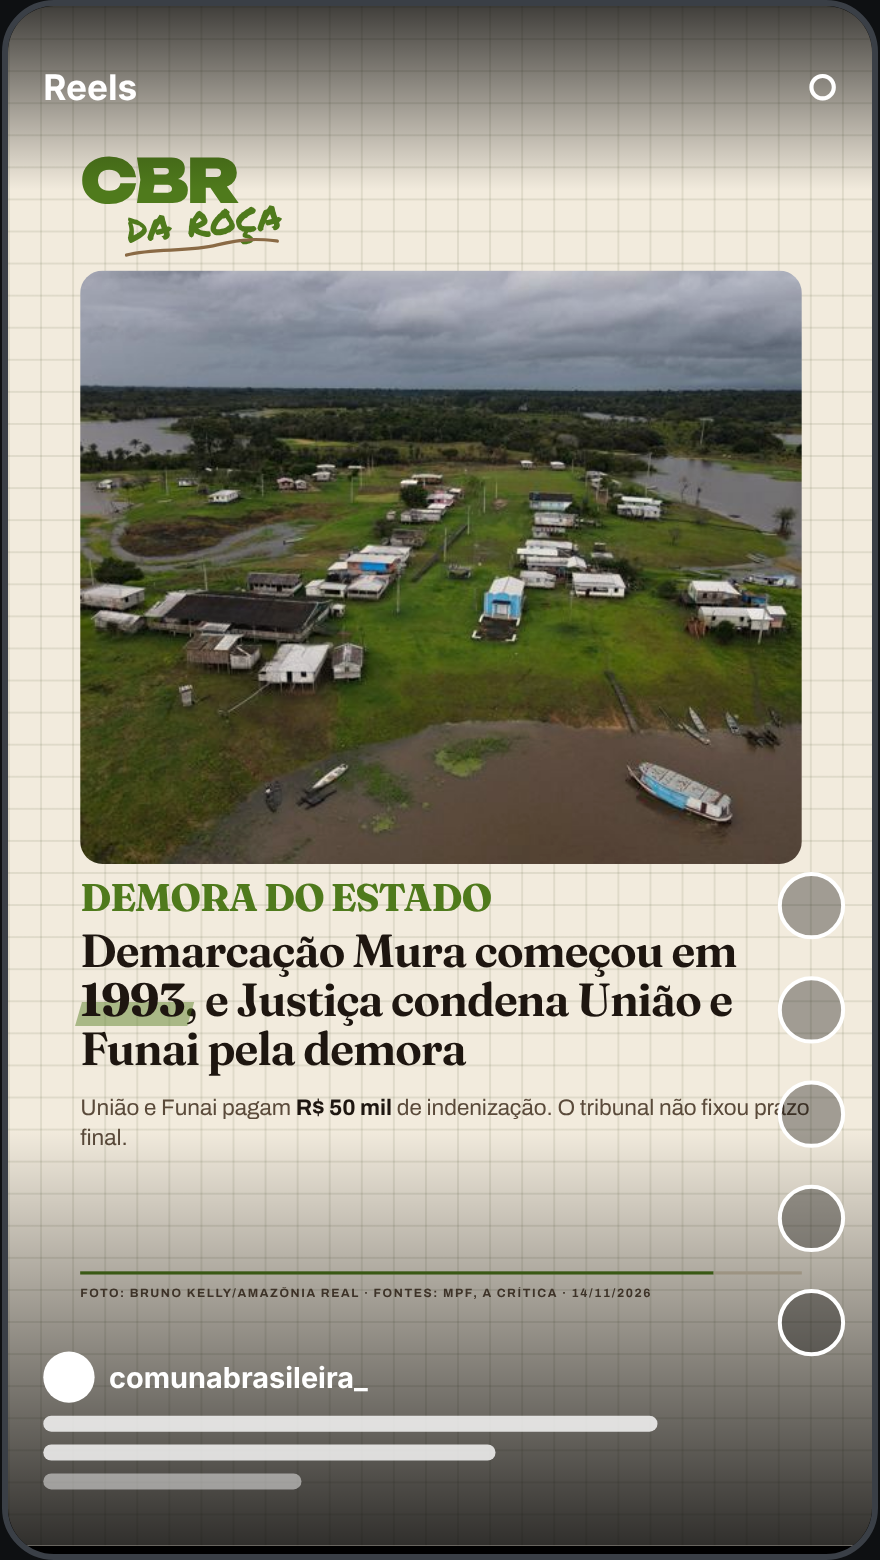 Reels
CBR
DA ROÇA
DEMORA DO ESTADO
Demarcação Mura começou em
1993, e Justiça condena União e
Funai pela demora
União e Funai pagam R$ 50 mil de indenização. O tribunal não fixou prazo
final.
FOTO: BRUNO KELLY/AMAZÔNIA REAL · FONTES: MPF, A CRÍTICA · 14/11/2026
comunabrasileira_